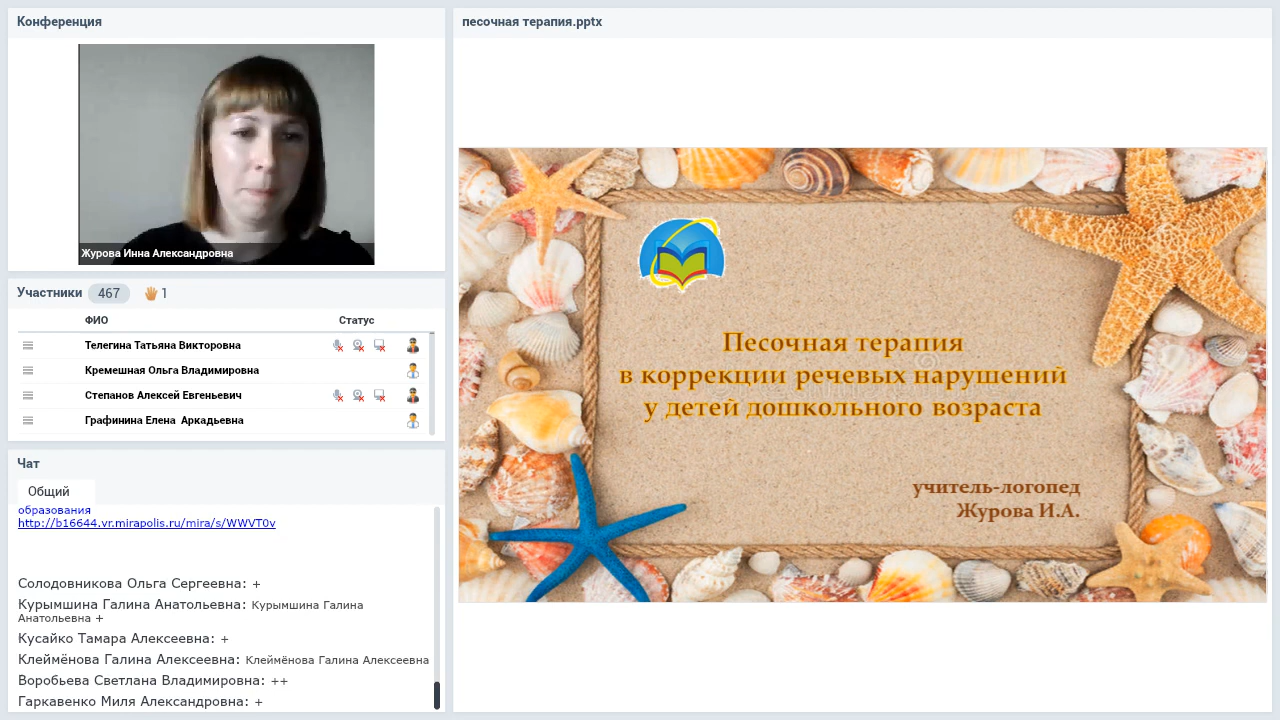 Конференция
Журова Инна Александровна
Участники 467 1
ФИО Статус
Телегина Татьяна Викторовна
Кремешная Ольга Владимировна
Степанов Алексей Евгеньевич
Графинина Елена Аркадьевна
Чат
Общий
образования
http://b16644.vr.mirapolis.ru/mira/s/WWVT0v
Солодовникова Ольга Сергеевна: +
Курымшина Галина Анатольевна: Курымшина Галина
Анатольевна +
Кусайко Тамара Алексеевна: +
Клеймёнова Галина Алексеевна: Клеймёнова Галина Алексеевна
Воробьева Светлана Владимировна: ++
Гаркавенко Миля Александровна: +
песочная терапия.pptx
Песочная терапия
в коррекции речевых нарушений
у детей дошкольного возраста
учитель-логопед
Журова И.А.